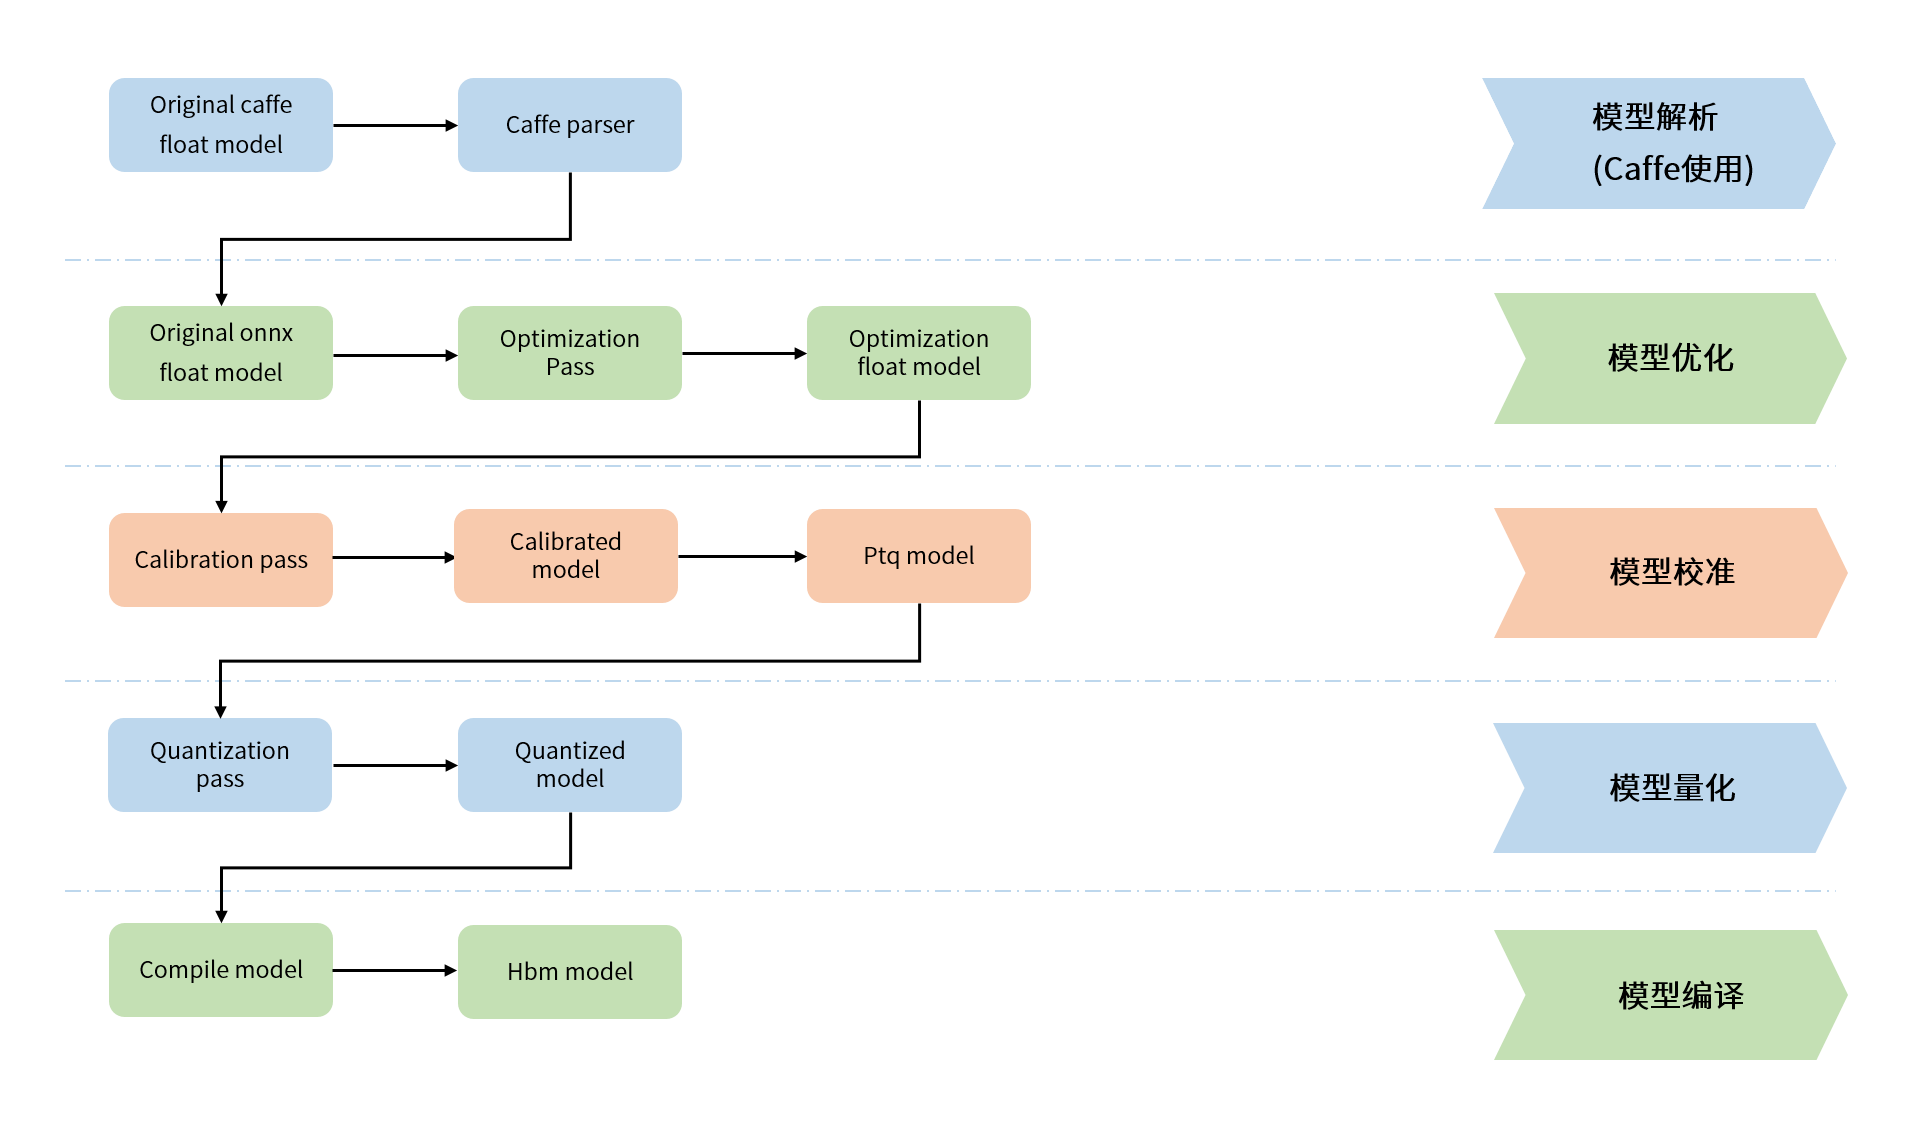 Original caffe
float model
Caffe parser
模型解析
(Caffe使用)
Original onnx
float model
Optimization
Pass
Optimization
float model
模型优化
Calibration pass
Calibrated
model
Ptq model
模型校准
Quantization
pass
Quantized
model
模型量化
Compile model
Hbm model
模型编译